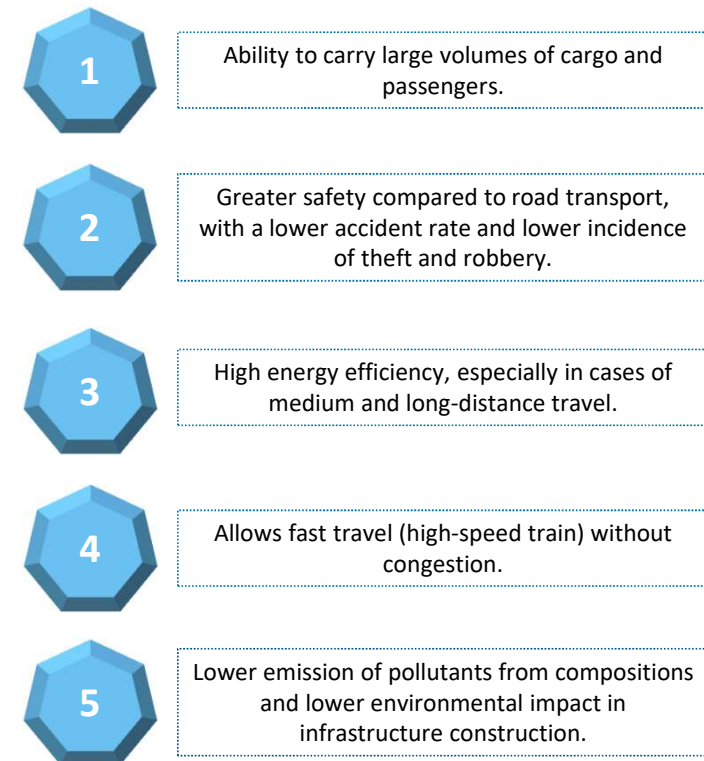 1
Ability to carry large volumes of cargo and
passengers.
2
Greater safety compared to road transport,
with a lower accident rate and lower incidence
of theft and robbery.
3
High energy efficiency, especially in cases of
medium and long-distance travel.
4
Allows fast travel (high-speed train) without
congestion.
5
Lower emission of pollutants from compositions
and lower environmental impact in
infrastructure construction.